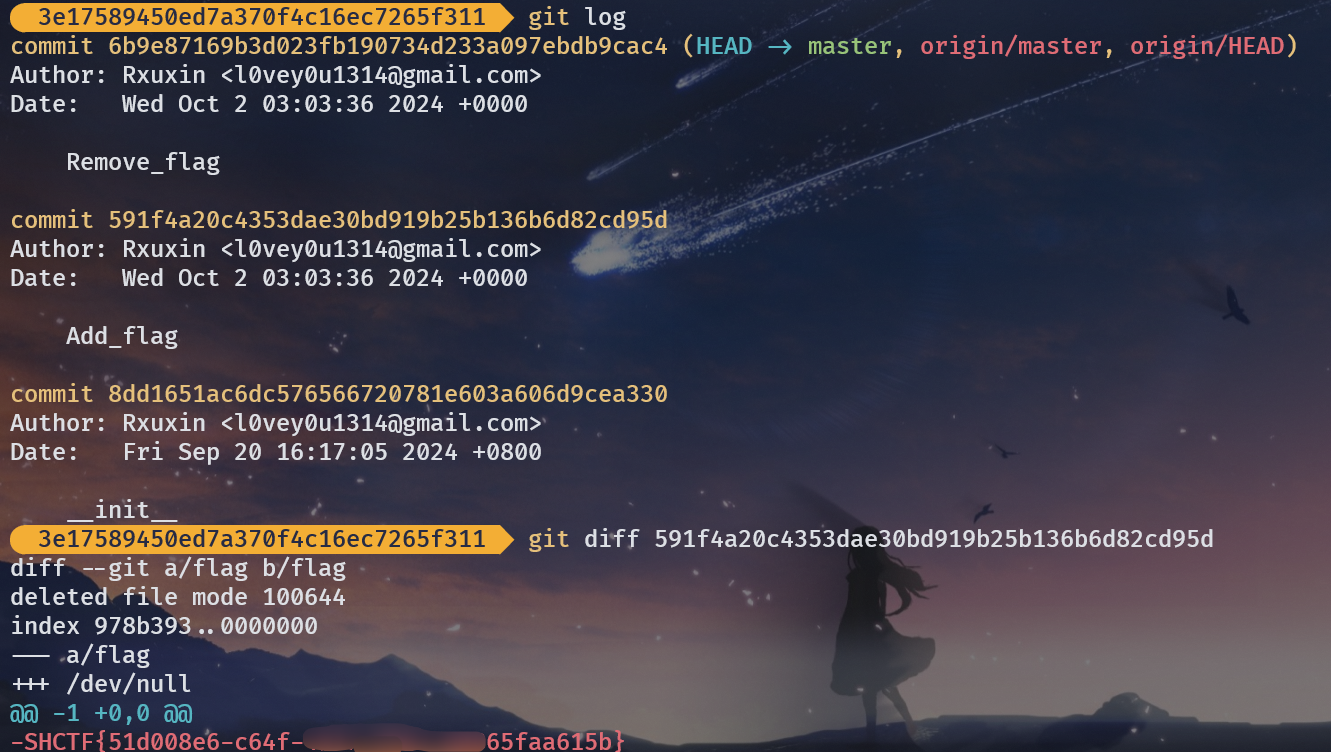 3e17589450ed7a370f4c16ec7265f311 git log
commit 6b9e87169b3d023fb190734d233a097ebdb9cac4 (HEAD -> master, origin/master, origin/HEAD)
Author: Rxuxin <l0vey0u1314@gmail.com>
Date:   Wed Oct 2 03:03:36 2024 +0000
Remove_flag
commit 591f4a20c4353dae30bd919b25b136b6d82cd95d
Author: Rxuxin <l0vey0u1314@gmail.com>
Date:   Wed Oct 2 03:03:36 2024 +0000
Add_flag
commit 8dd1651ac6dc576566720781e603a606d9cea330
Author: Rxuxin <l0vey0u1314@gmail.com>
Date:   Fri Sep 20 16:17:05 2024 +0800
__init__
3e17589450ed7a370f4c16ec7265f311 git diff 591f4a20c4353dae30bd919b25b136b6d82cd95d
diff --git a/flag b/flag
deleted file mode 100644
index 978b393..0000000
--- a/flag
+++ /dev/null
@@ -1 +0,0 @@
-SHCTF{51d008e6-c64f- 65faa615b}